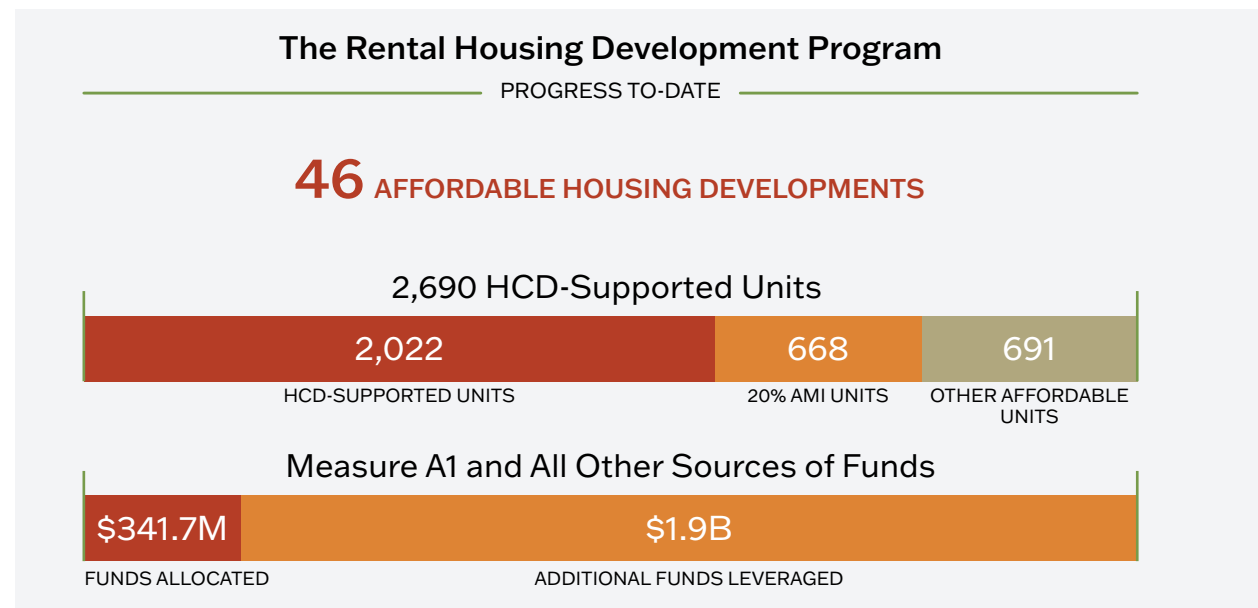 The Rental Housing Development Program
PROGRESS TO-DATE
46 AFFORDABLE HOUSING DEVELOPMENTS
2,690 HCD-Supported Units
2,022
668
691
HCD-SUPPORTED UNITS
20% AMI UNITS
OTHER AFFORDABLE
UNITS
Measure A1 and All Other Sources of Funds
$341.7M
$1.9B
FUNDS ALLOCATED
ADDITIONAL FUNDS LEVERAGED